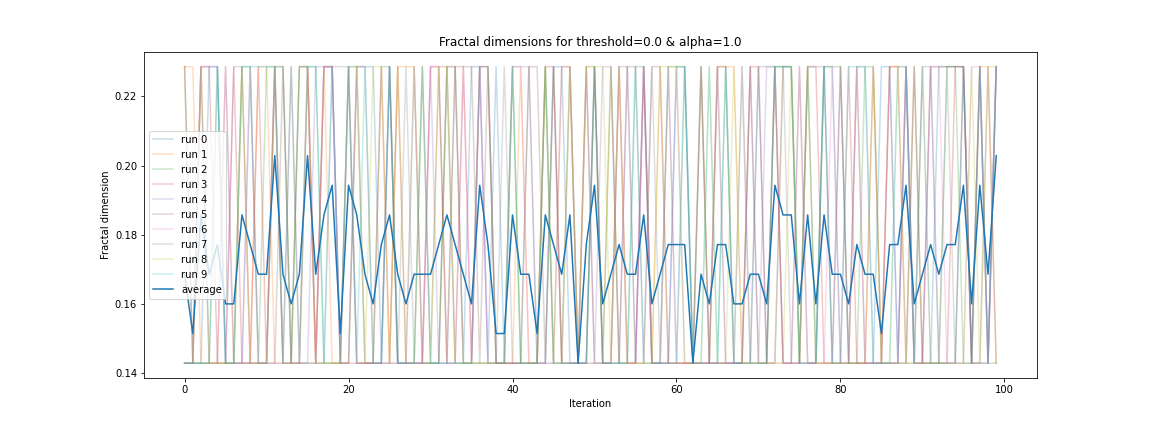 Fractal dimensions for threshold=0.0 & alpha=1.0
0.22
0.20
0.18
0.16
0.14
Fractal dimension
run 0
run 1
run 2
run 3
run 4
run 5
run 6
run 7
run 8
run 9
average
0 20 40 60 80 100
Iteration